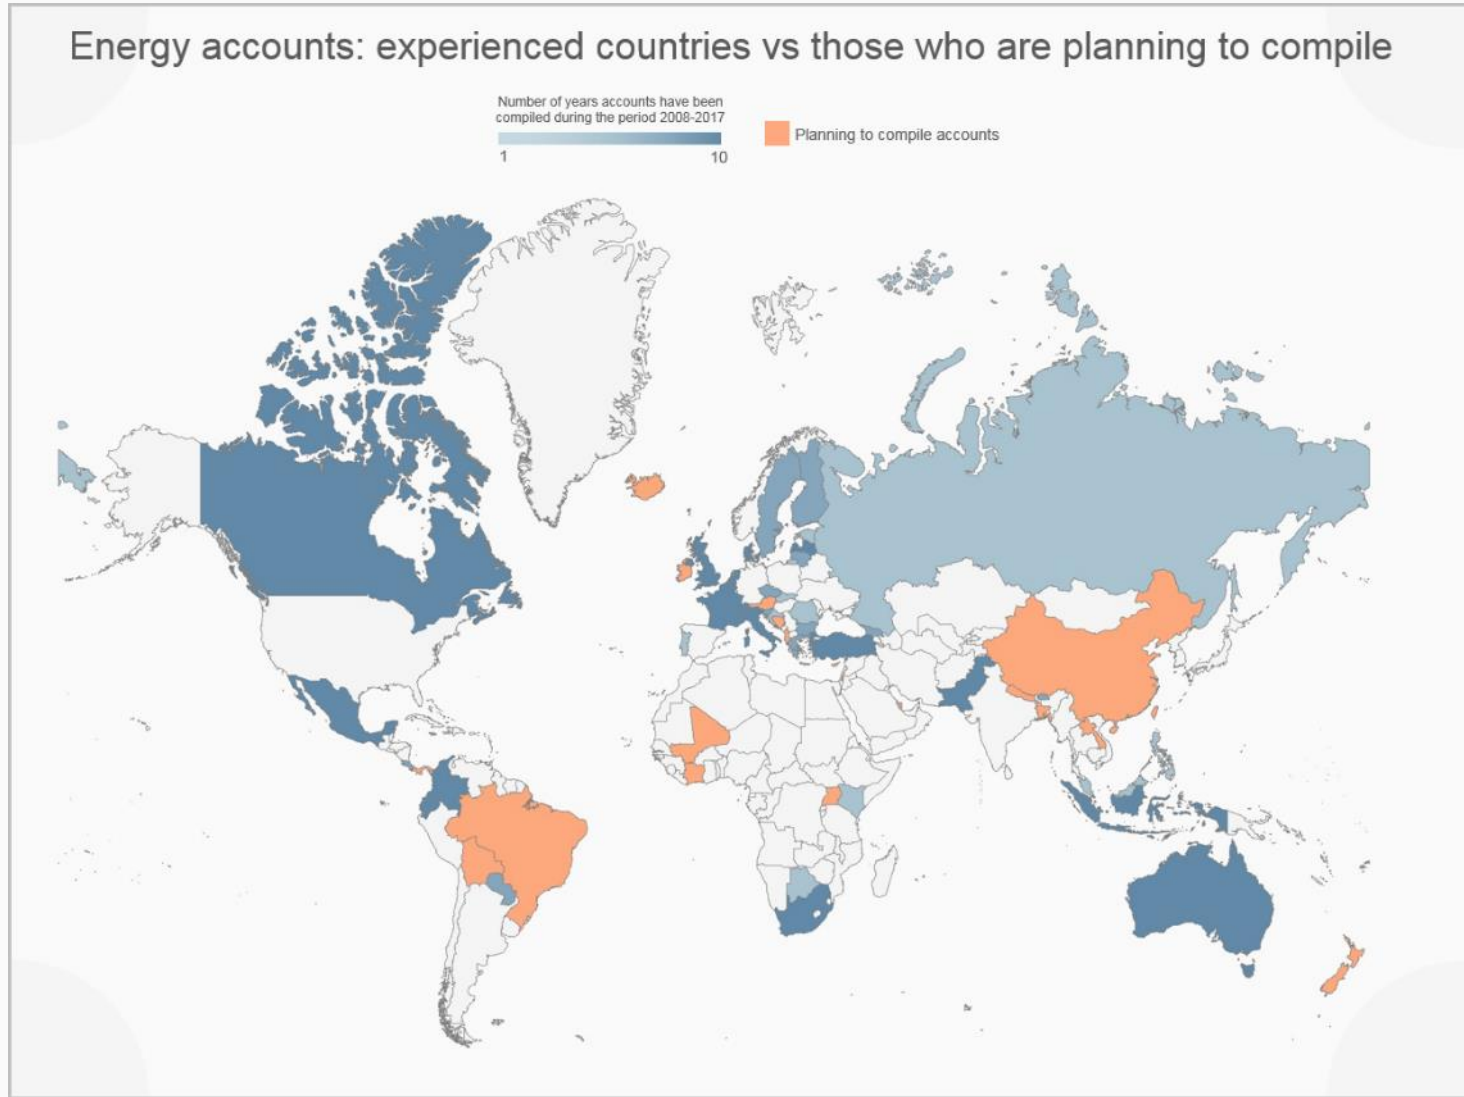 Energy accounts: experienced countries vs those who are planning to compile
Number of years accounts have been
compiled during the period 2008-2017
1 10
Planning to compile accounts